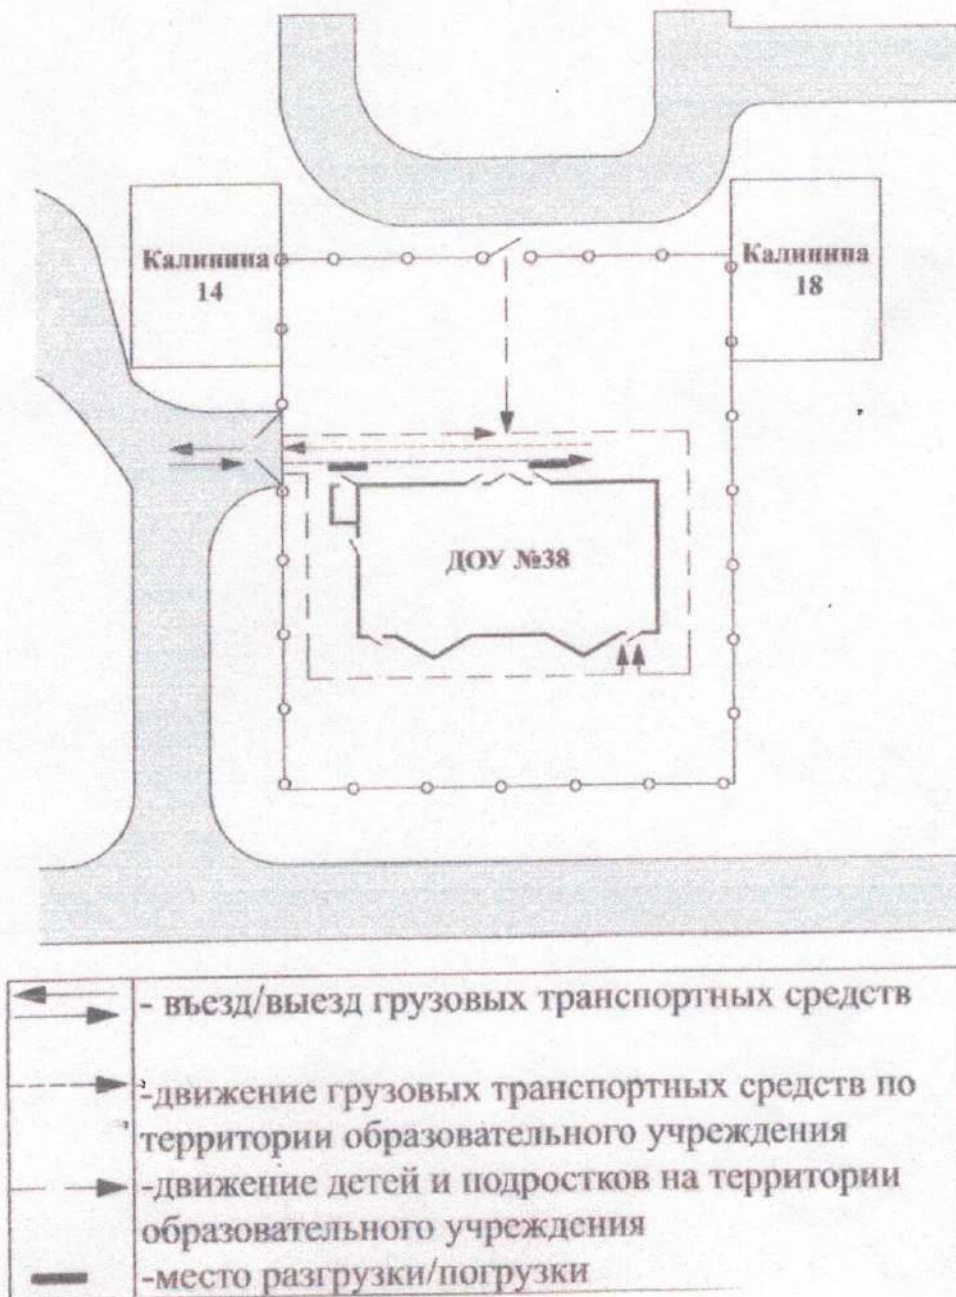 Калинина
14
Калинина
18
ДОУ №38
- въезд/выезд грузовых транспортных средств
-движение грузовых транспортных средств по
территории образовательного учреждения
-движение детей и подростков на территории
образовательного учреждения
-место разгрузки/погрузки